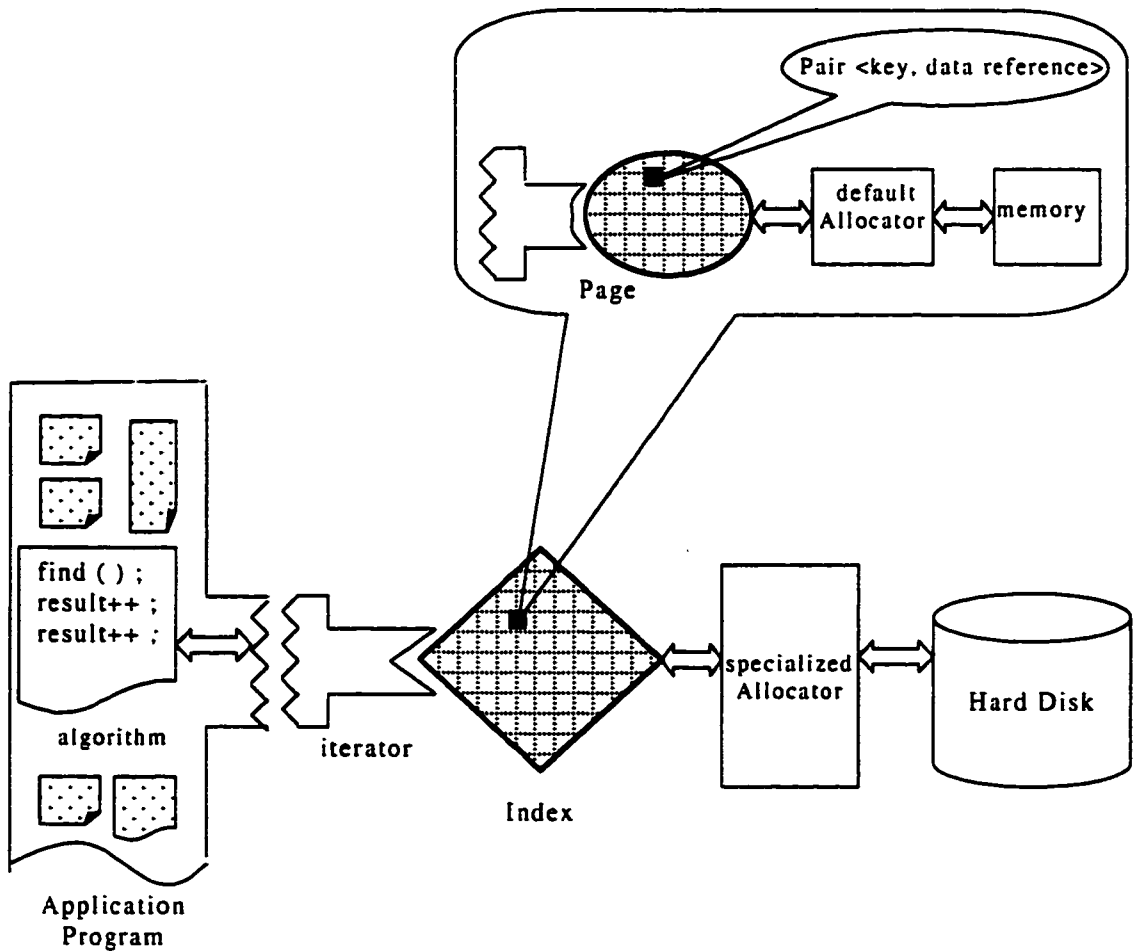 Pair <key, data reference>
default
Allocator
memory
Page
find ( ) ;
result++ ;
result++ ;
algorithm
iterator
Index
specialized
Allocator
Hard Disk
Application
Program